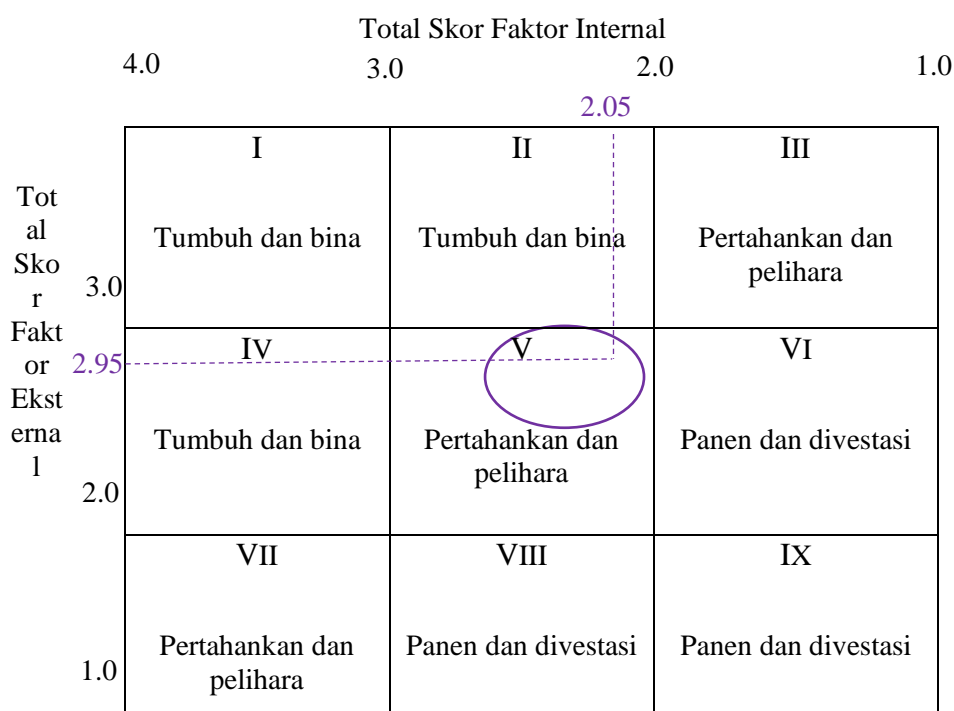 Total Skor Faktor Internal
4.0 3.0 2.0 1.0
2.05
I II III
Tumbuh dan bina Tumbuh dan bina Pertahankan dan
pelihara
Tot
al
Sko
r
Fakt
or
Ekst
erna
l
3.0
2.95
2.0
1.0
IV V VI
Tumbuh dan bina Pertahankan dan Panen dan divestasi
pelihara
VII VIII IX
Pertahankan dan Panen dan divestasi Panen dan divestasi
pelihara